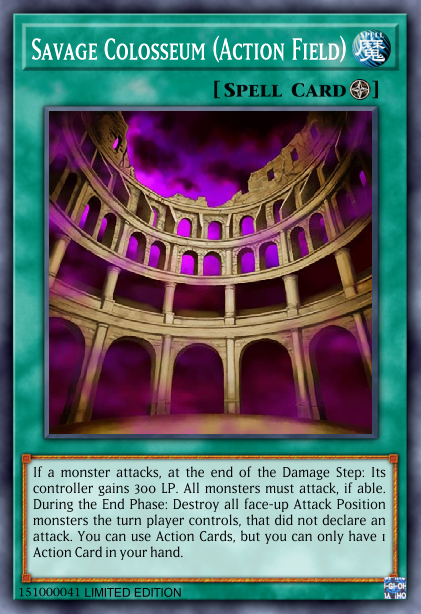 Savage Colosseum (Action Field)
SPELL
魔
[Spell Card]
If a monster attacks, at the end of the Damage Step: Its
controller gains 300 LP. All monsters must attack, if able.
During the End Phase: Destroy all face-up Attack Position
monsters the turn player controls, that did not declare an
attack. You can use Action Cards, but you can only have 1
Action Card in your hand.
151000041 LIMITED EDITION